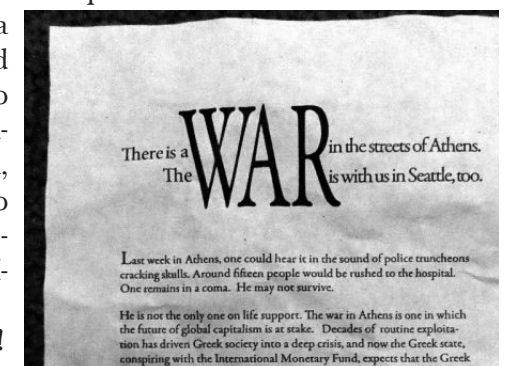 There is a WAR in the streets of Athens.
The WAR is with us in Seattle, too.
Last week in Athens, one could hear it in the sound of police truncheons
cracking skulls. Around fifteen people would be rushed to the hospital.
One remains in a coma. He may not survive.
He is not the only one on life support. The war in Athens is one in which
the future of global capitalism is at stake. Decades of routine exploita-
tion has driven Greek society into a deep crisis, and now the Greek state,
conspiring with the International Monetary Fund, expects that the Greek